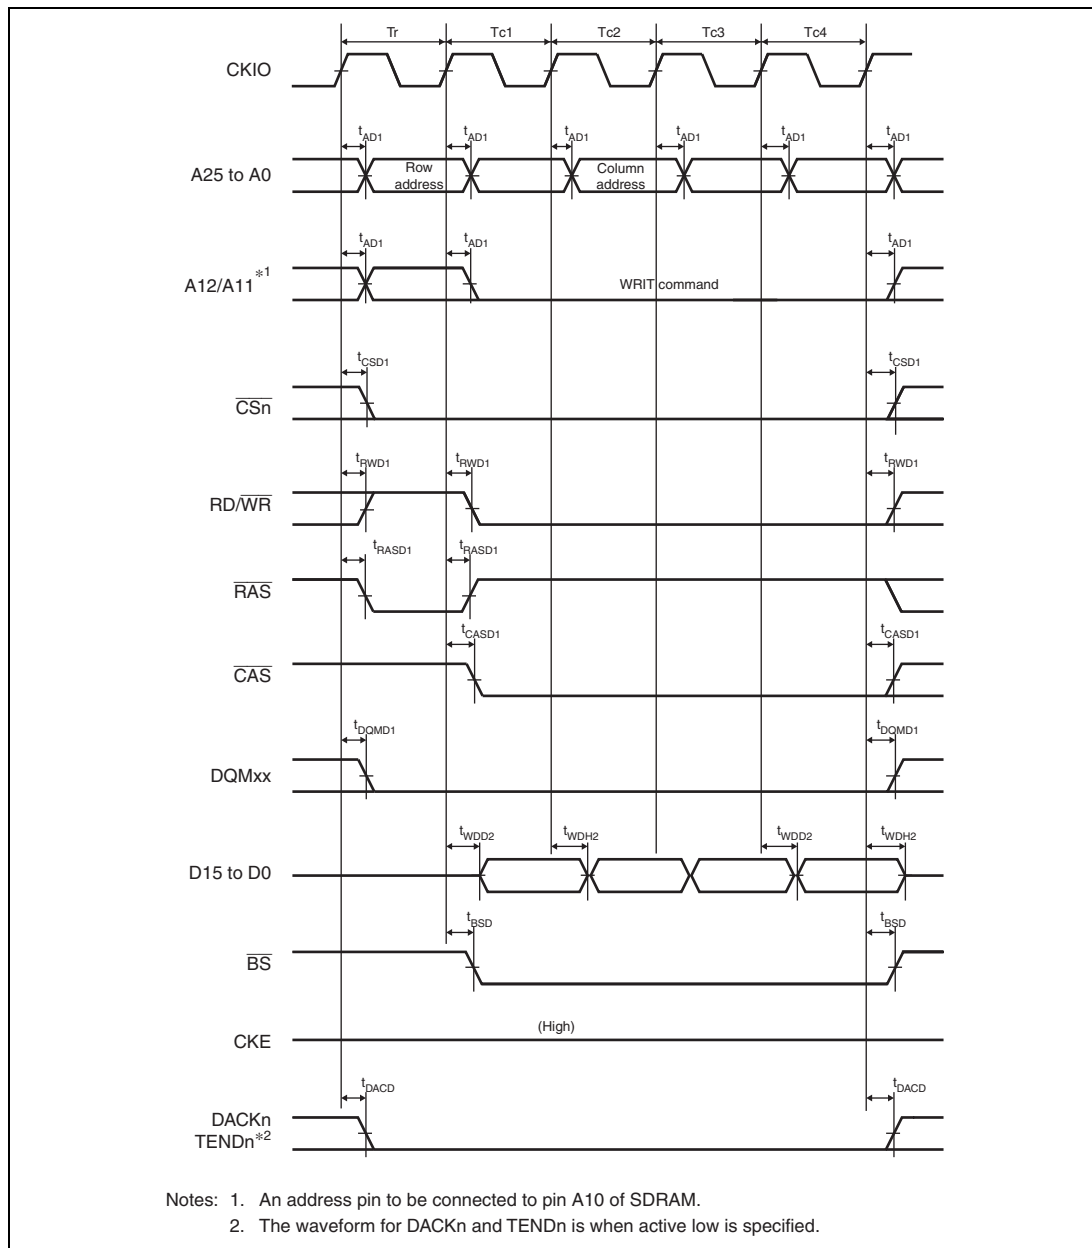 Tr Tc1 Tc2 Tc3 Tc4
CKIO
tAD1 tAD1 tAD1 tAD1 tAD1 tAD1
A25 to A0
Row address
Column address
tAD1 tAD1 tAD1
A12/A11*1
WRIT command
tCSD1 tCSD1
CSn
tRWD1 tRWD1 tRWD1
RD/WR
tRASD1 tRASD1
RAS
tCASD1 tCASD1
CAS
tDQMD1 tDQMD1
DQMxx
tWDD2 tWDH2 tWDD2 tWDH2
D15 to D0
tBSD tBSD
BS
(High)
CKE
tDACD tDACD
DACKn
TENDn*2
Notes: 1. An address pin to be connected to pin A10 of SDRAM.
2. The waveform for DACKn and TENDn is when active low is specified.